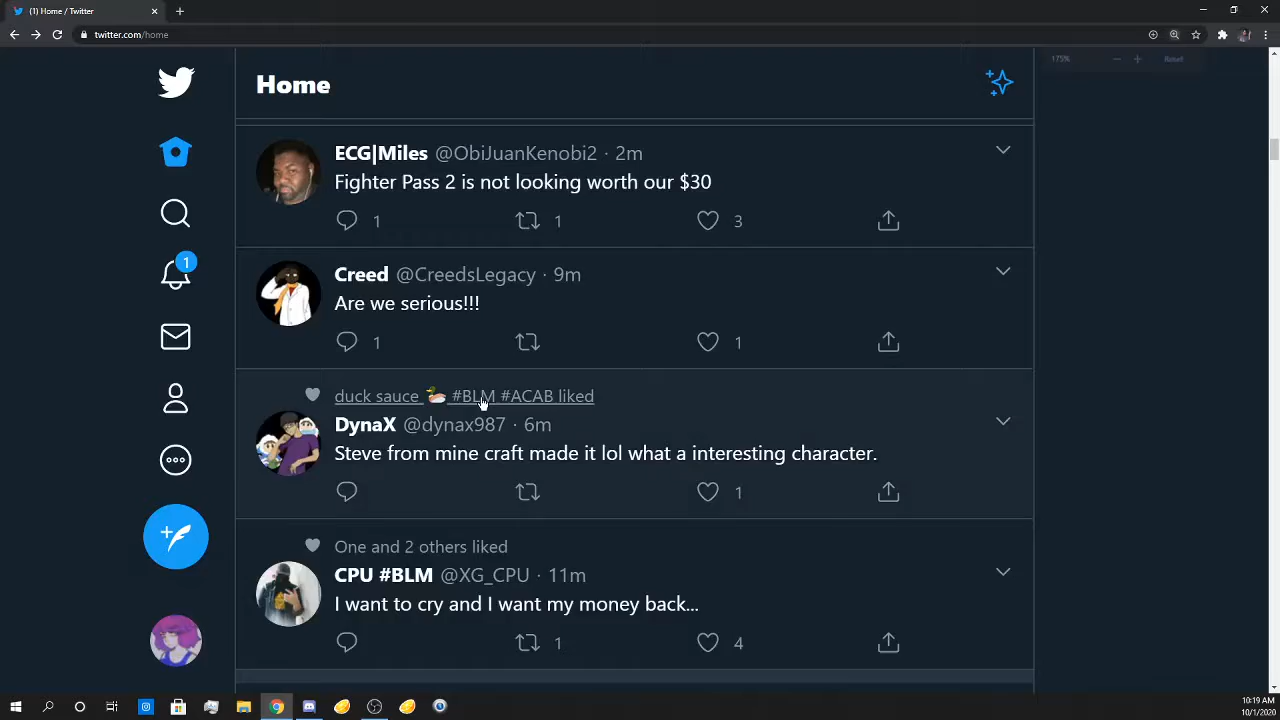 (1) Home / Twitter
twitter.com/home
175%
Reset
Home
ECG|Miles @ObiJuanKenobi2 · 2m
Fighter Pass 2 is not looking worth our $30
1 1 3
Creed @CreedsLegacy · 9m
Are we serious!!!
1 1
duck sauce 🦆 #BLM #ACAB liked
DynaX @dynax987 · 6m
Steve from mine craft made it lol what a interesting character.
1
One and 2 others liked
CPU #BLM @XG_CPU · 11m
I want to cry and I want my money back...
1 4
1
10:19 AM
10/1/2020